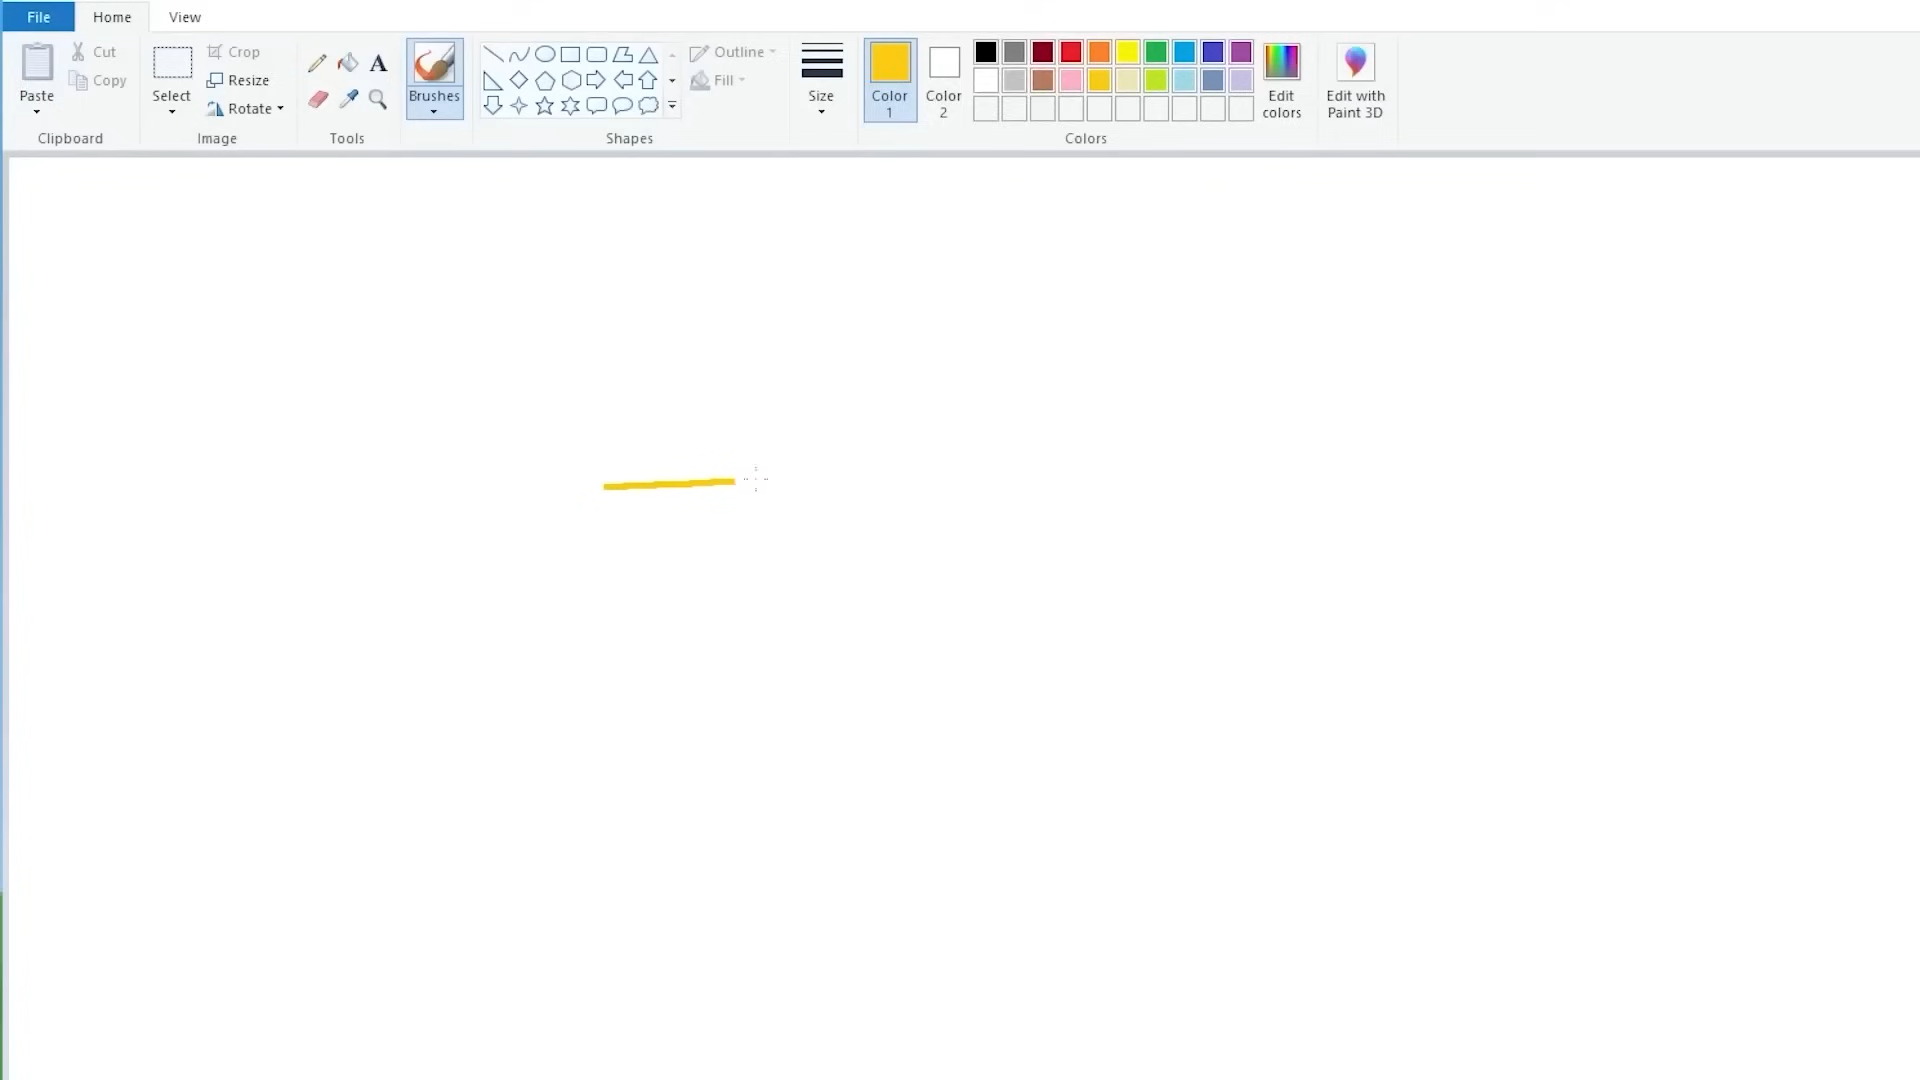 File Home View
Paste
Cut
Copy
Clipboard
Select
Crop
Resize
Rotate
Image
A
Tools
Brushes
Outline
Fill
Shapes
Size
Color
1
Color
2
Edit
colors
Colors
Edit with
Paint 3D